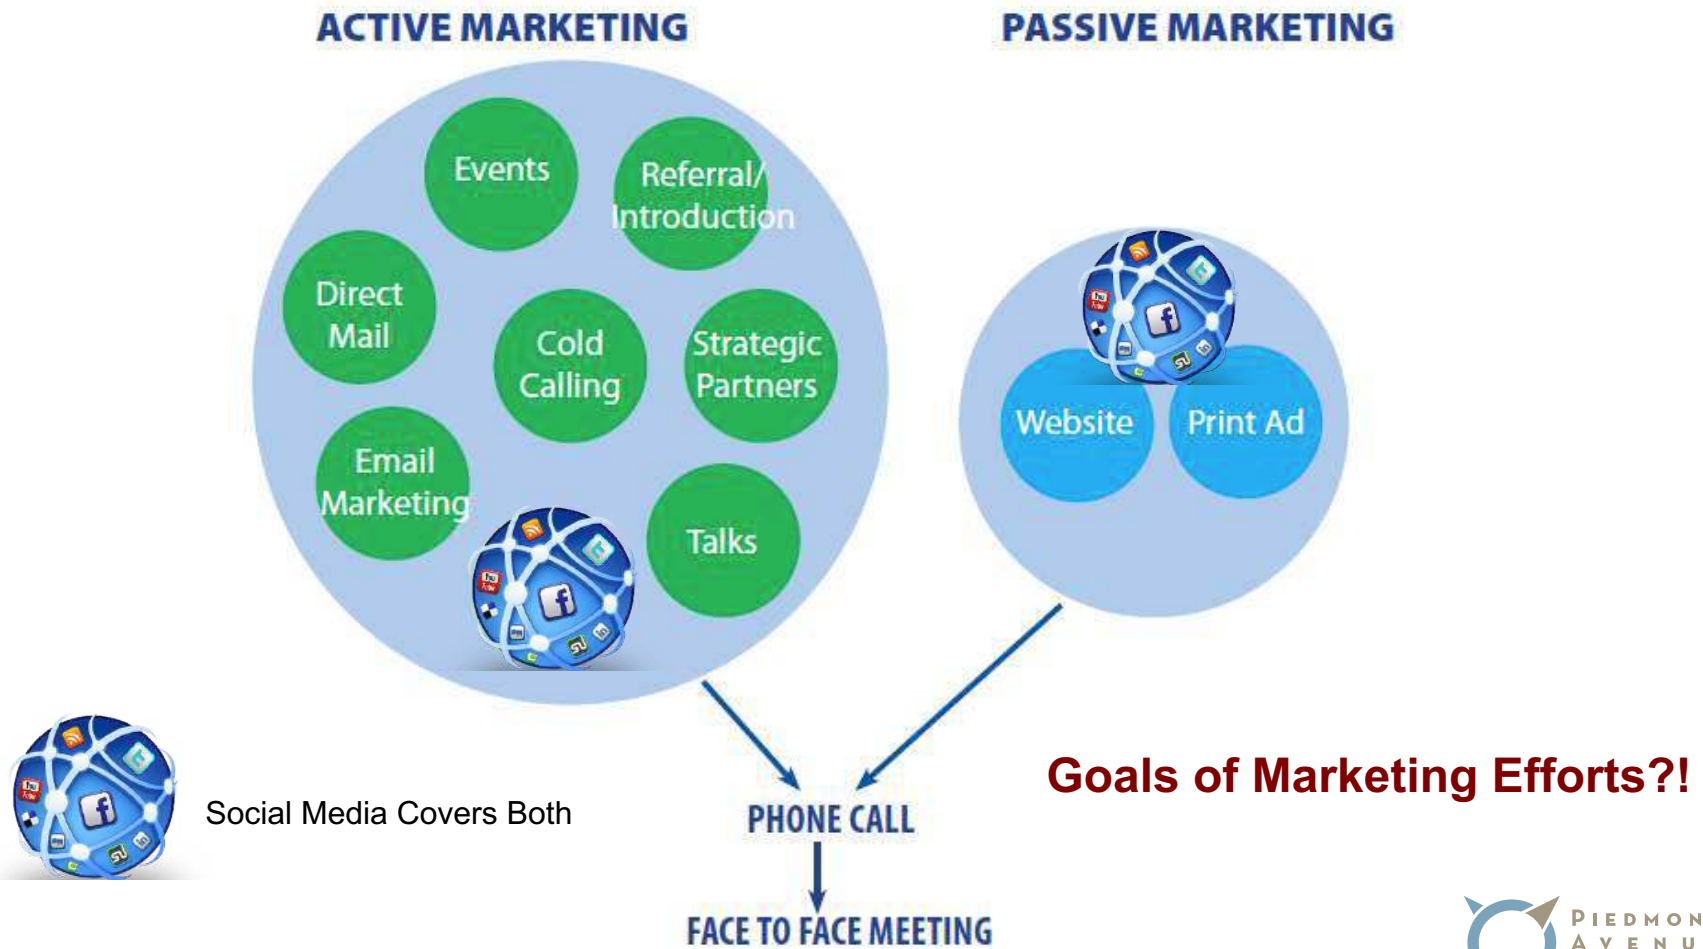 ACTIVE MARKETING
PASSIVE MARKETING
Events
Referral/
Introduction
Direct
Mail
Cold
Calling
Strategic
Partners
Email
Marketing
Talks
Website
Print Ad
Social Media Covers Both
Goals of Marketing Efforts?!
PHONE CALL
FACE TO FACE MEETING
PIEDMON
AVENU